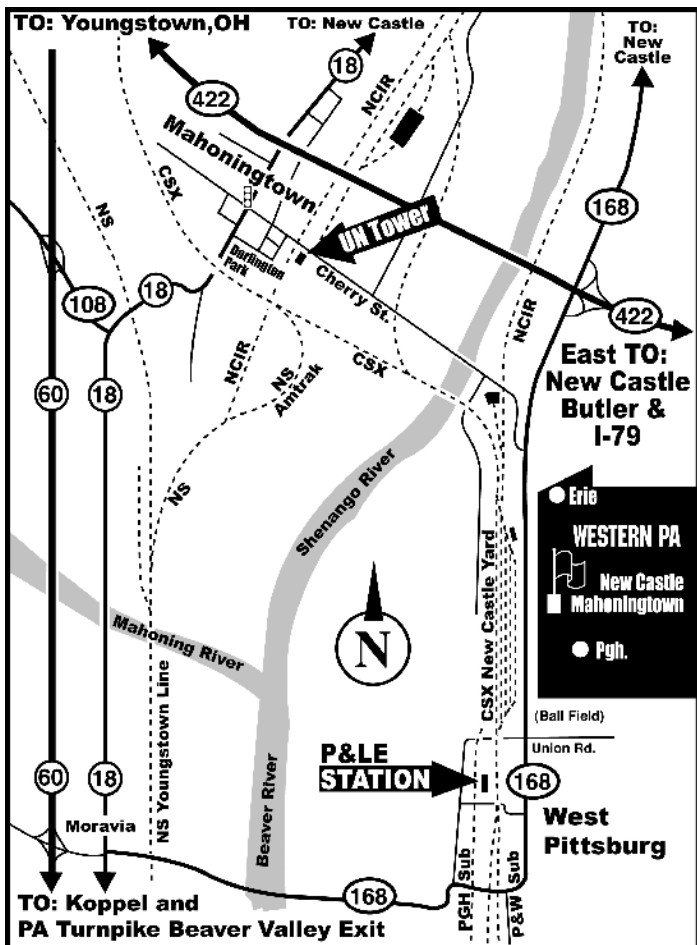 TO: Youngstown,OH
TO: New Castle
TO:
New
Castle
18
422
NCIR
Mahoningtown
CSX
NS
168
UN Tower
Darlington
Park
Cherry St.
NCIR
108
18
422
NCIR
NS
Amtrak
CSX
East TO:
New Castle
Butler &
I-79
60
18
NS
Shenango River
Erie
WESTERN PA
New Castle
Mahoningtown
Pgh.
CSX New Castle Yard
N
Mahoning River
NS Youngstown Line
(Ball Field)
Union Rd.
P&LE
STATION
168
60
18
Beaver River
West
Pittsburg
Moravia
168
PGH Sub
P&W Sub
TO: Koppel and
PA Turnpike Beaver Valley Exit